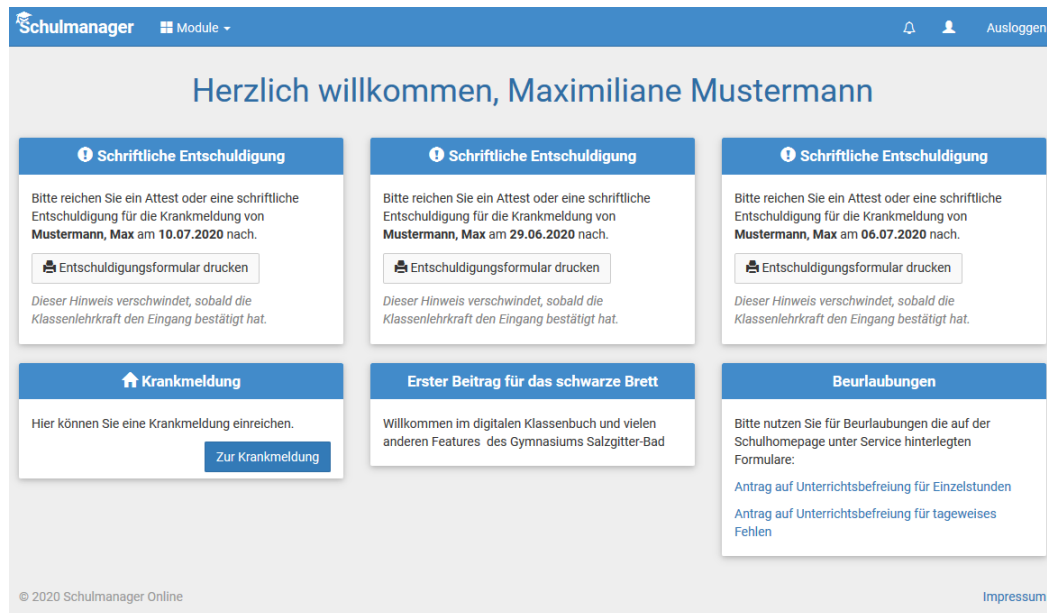 Schulmanager Module Ausloggen
Herzlich willkommen, Maximiliane Mustermann
Schriftliche Entschuldigung
Bitte reichen Sie ein Attest oder eine schriftliche
Entschuldigung für die Krankmeldung von
Mustermann, Max am 10.07.2020 nach.
Entschuldigungsformular drucken
Dieser Hinweis verschwindet, sobald die
Klassenlehrkraft den Eingang bestätigt hat.
Schriftliche Entschuldigung
Bitte reichen Sie ein Attest oder eine schriftliche
Entschuldigung für die Krankmeldung von
Mustermann, Max am 29.06.2020 nach.
Entschuldigungsformular drucken
Dieser Hinweis verschwindet, sobald die
Klassenlehrkraft den Eingang bestätigt hat.
Schriftliche Entschuldigung
Bitte reichen Sie ein Attest oder eine schriftliche
Entschuldigung für die Krankmeldung von
Mustermann, Max am 06.07.2020 nach.
Entschuldigungsformular drucken
Dieser Hinweis verschwindet, sobald die
Klassenlehrkraft den Eingang bestätigt hat.
Krankmeldung
Hier können Sie eine Krankmeldung einreichen.
Zur Krankmeldung
Erster Beitrag für das schwarze Brett
Willkommen im digitalen Klassenbuch und vielen
anderen Features des Gymnasiums Salzgitter-Bad
Beurlaubungen
Bitte nutzen Sie für Beurlaubungen die auf der
Schulhomepage unter Service hinterlegten
Formulare:
Antrag auf Unterrichtsbefreiung für Einzelstunden
Antrag auf Unterrichtsbefreiung für tageweises
Fehlen
© 2020 Schulmanager Online Impressum